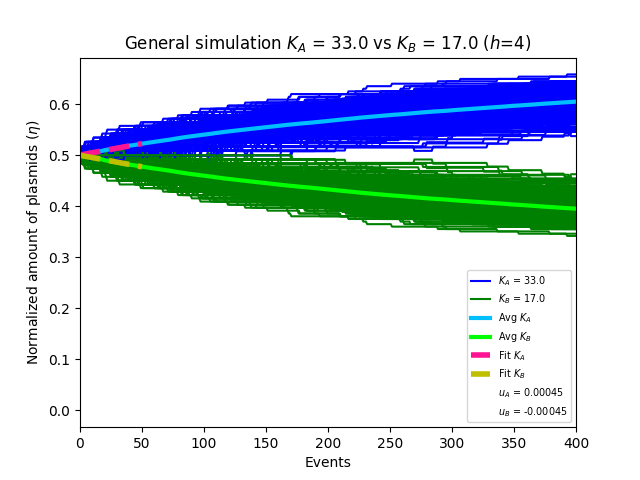 General simulation K_A = 33.0 vs K_B = 17.0 (h=4)
Normalized amount of plasmids (η)
0.6
0.5
0.4
0.3
0.2
0.1
0.0
K_A = 33.0
K_B = 17.0
Avg K_A
Avg K_B
Fit K_A
Fit K_B
u_A = 0.00045
u_B = -0.00045
0 50 100 150 200 250 300 350 400
Events